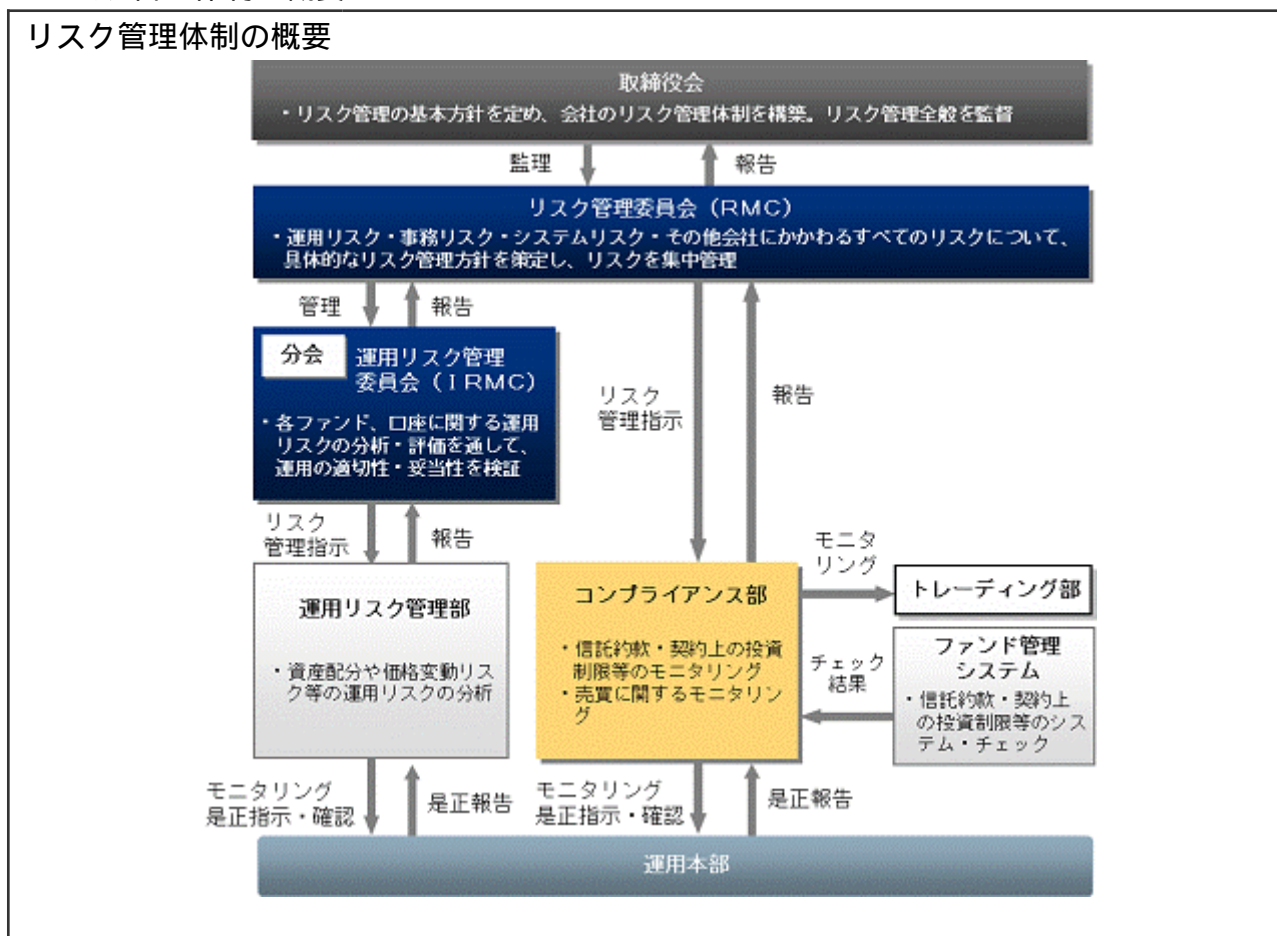 リスク管理体制の概要
取締役会
・リスク管理の基本方針を定め、会社のリスク管理体制を構築。リスク管理全般を監督
監理
報告
リスク管理委員会（RMC）
・運用リスク・事務リスク・システムリスク・その他会社にかかわるすべてのリスクについて、
具体的なリスク管理方針を策定し、リスクを集中管理
管理
報告
分会
運用リスク管理
委員会（IRMC）
・各ファンド、口座に関する運用
リスクの分析・評価を通して、
運用の適切性・妥当性を検証
リスク
管理指示
報告
リスク
管理指示
報告
運用リスク管理部
・資産配分や価格変動リス
ク等の運用リスクの分析
コンプライアンス部
・信託約款・契約上の投資
制限等のモニタリング
・売買に関するモニタリン
グ
モニタ
リング
トレーディング部
チェック
結果
ファンド管理
システム
・信託約款・契約上
の投資制限等のシス
テム・チェック
モニタリング
是正指示・確認
是正報告
モニタリング
是正指示・確認
是正報告
運用本部